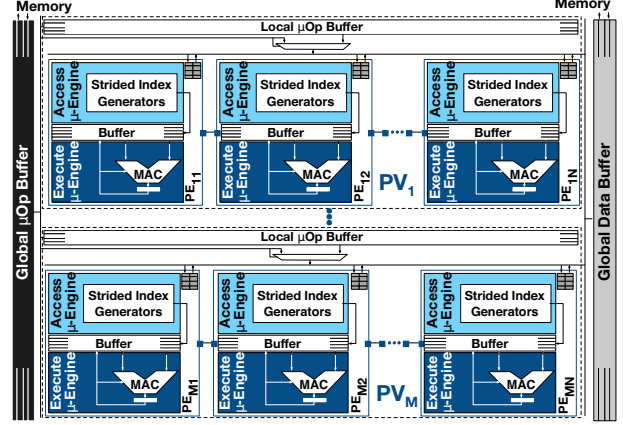 Memory
Memory
Global μOp Buffer
Global Data Buffer
Local μOp Buffer
Access
μ-Engine
Strided Index
Generators
Buffer
Execute
μ-Engine
MAC
PE11
Access
μ-Engine
Strided Index
Generators
Buffer
Execute
μ-Engine
MAC
PE12
PV1
Access
μ-Engine
Strided Index
Generators
Buffer
Execute
μ-Engine
MAC
PE1N
Local μOp Buffer
Access
μ-Engine
Strided Index
Generators
Buffer
Execute
μ-Engine
MAC
PEM1
Access
μ-Engine
Strided Index
Generators
Buffer
Execute
μ-Engine
MAC
PEM2
PVM
Access
μ-Engine
Strided Index
Generators
Buffer
Execute
μ-Engine
MAC
PEMN